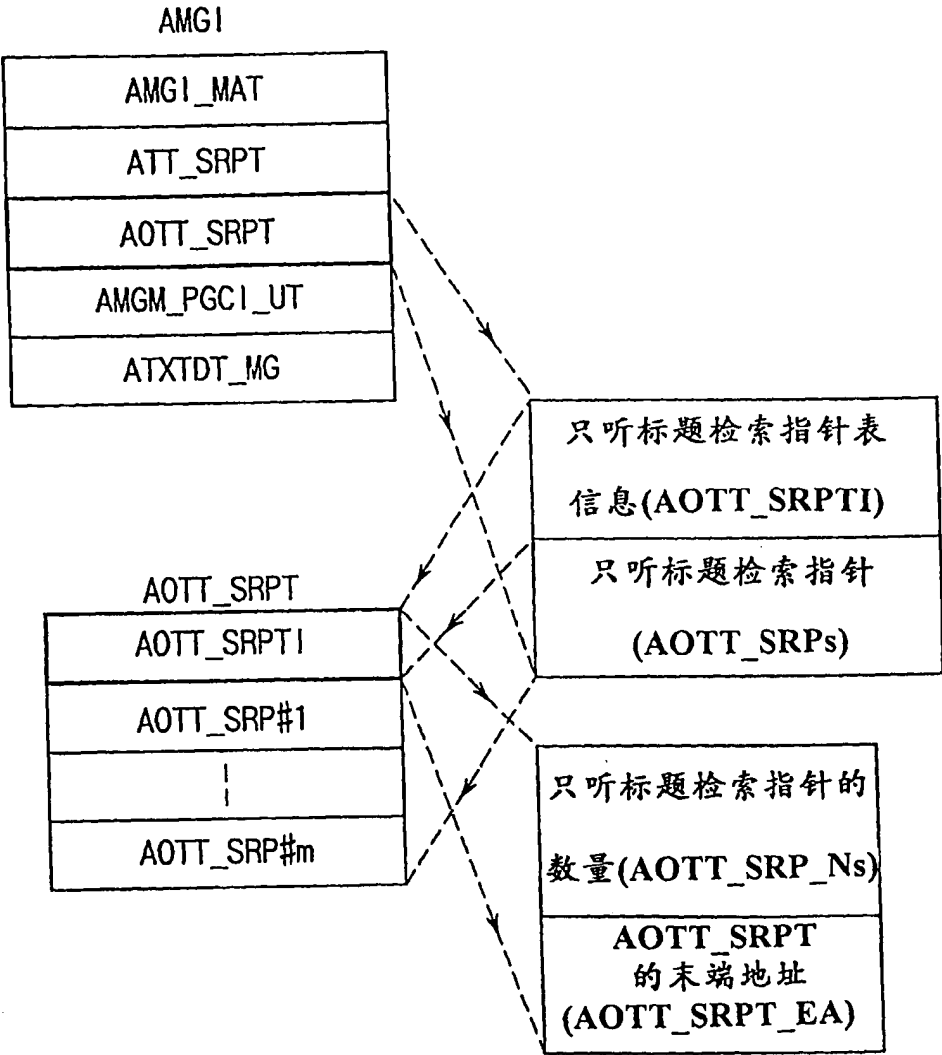 AMGI
AMGI_MAT
ATT_SRPT
AOTT_SRPT
AMGM_PGCI_UT
ATXTDT_MG
只听标题检索指针表
信息(AOTT_SRPTI)
只听标题检索指针
(AOTT_SRPs)
AOTT_SRPT
AOTT_SRPTI
AOTT_SRP#1
AOTT_SRP#m
只听标题检索指针的
数量(AOTT_SRP_Ns)
AOTT_SRPT
的末端地址
(AOTT_SRPT_EA)